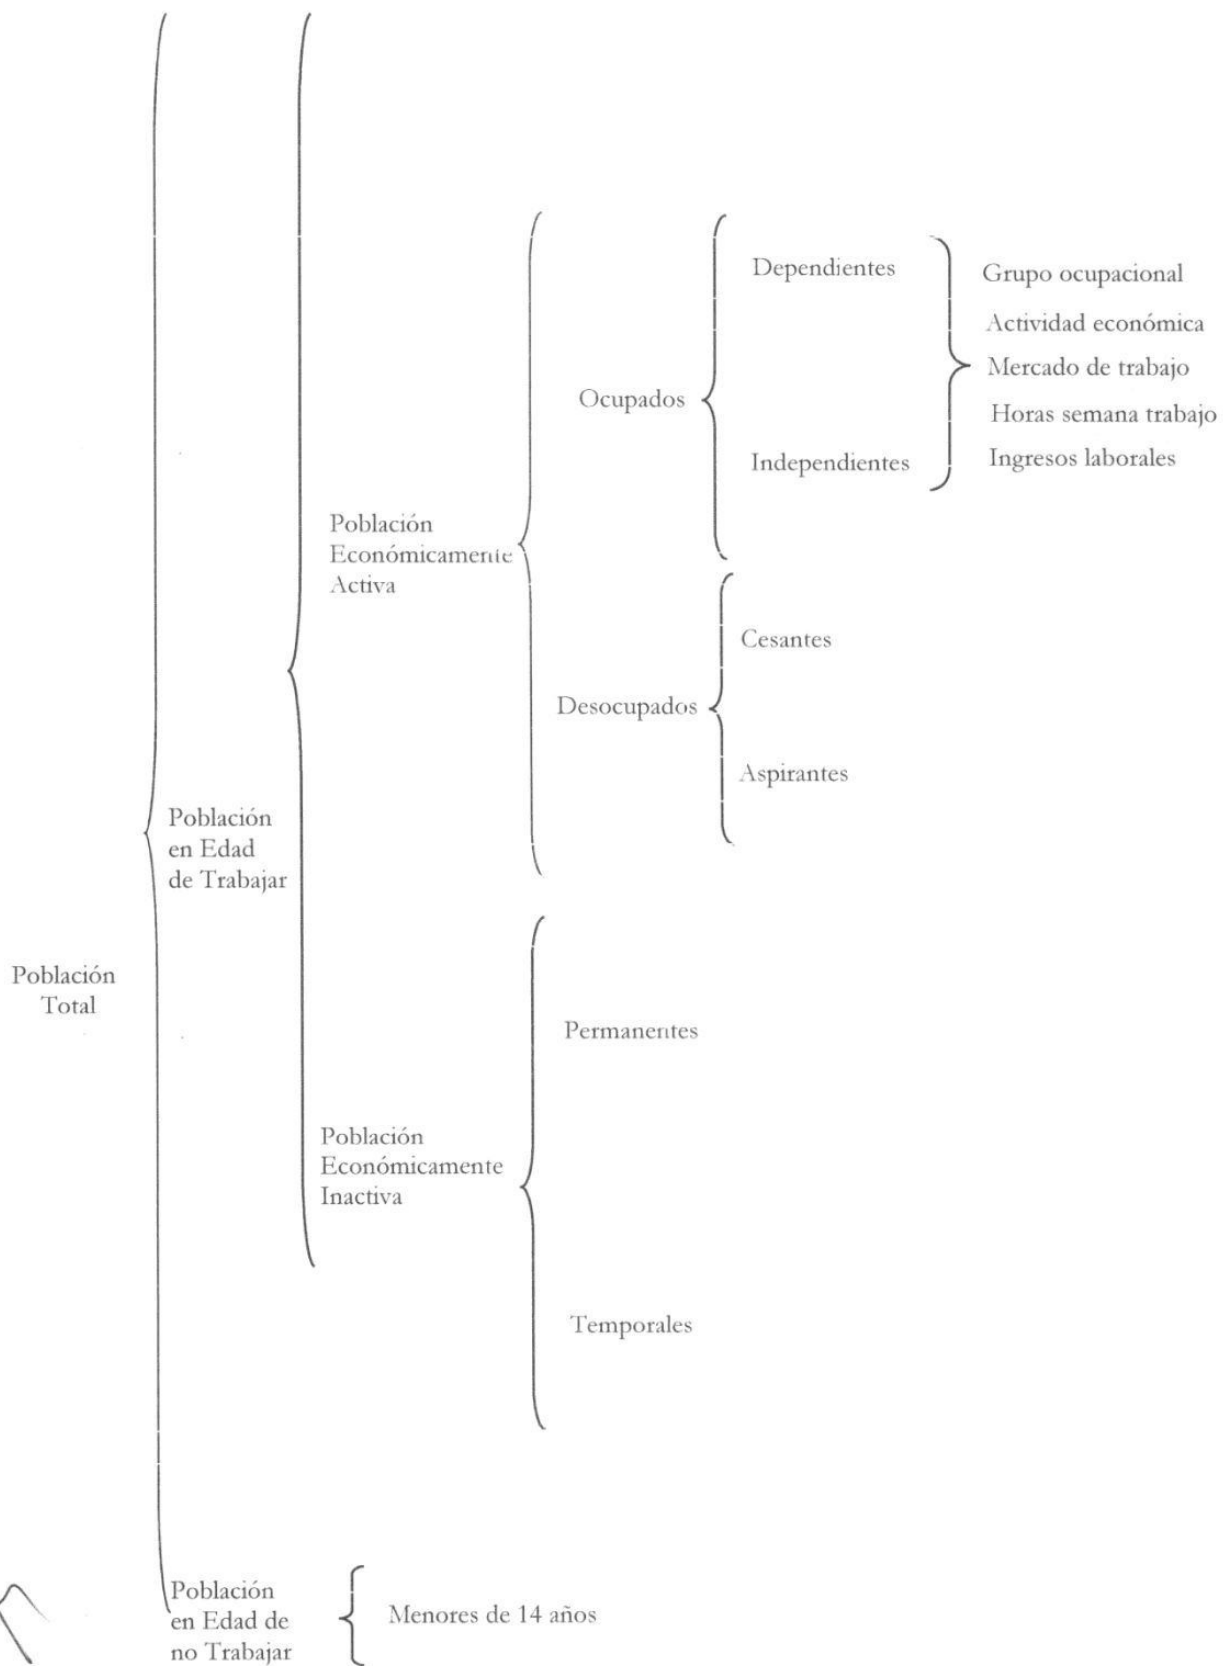 Dependientes
Grupo ocupacional
Actividad económica
Mercado de trabajo
Ocupados
Horas semana trabajo
Independientes
Ingresos laborales
Población
Económicamente
Activa
Cesantes
Desocupados
Aspirantes
Población
en Edad
de Trabajar
Población
Total
Permanentes
Población
Económicamente
Inactiva
Temporales
Población
en Edad de
no Trabajar
Menores de 14 años